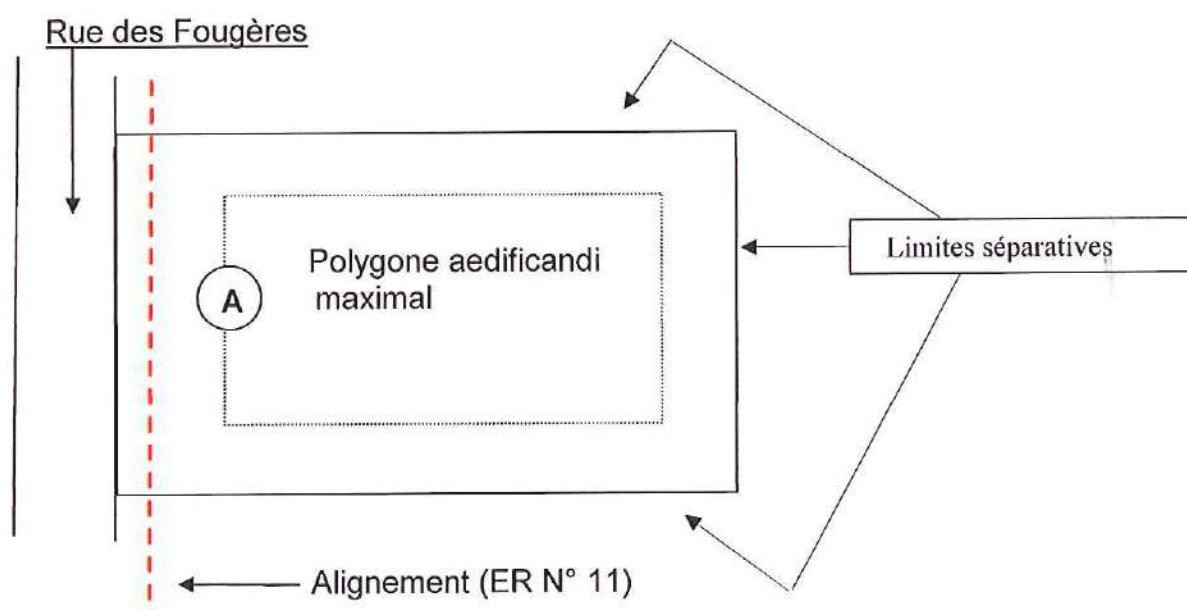 Rue des Fougères
Limites séparatives
Polygone aedificandi
maximal
A
Alignement (ER N° 11)